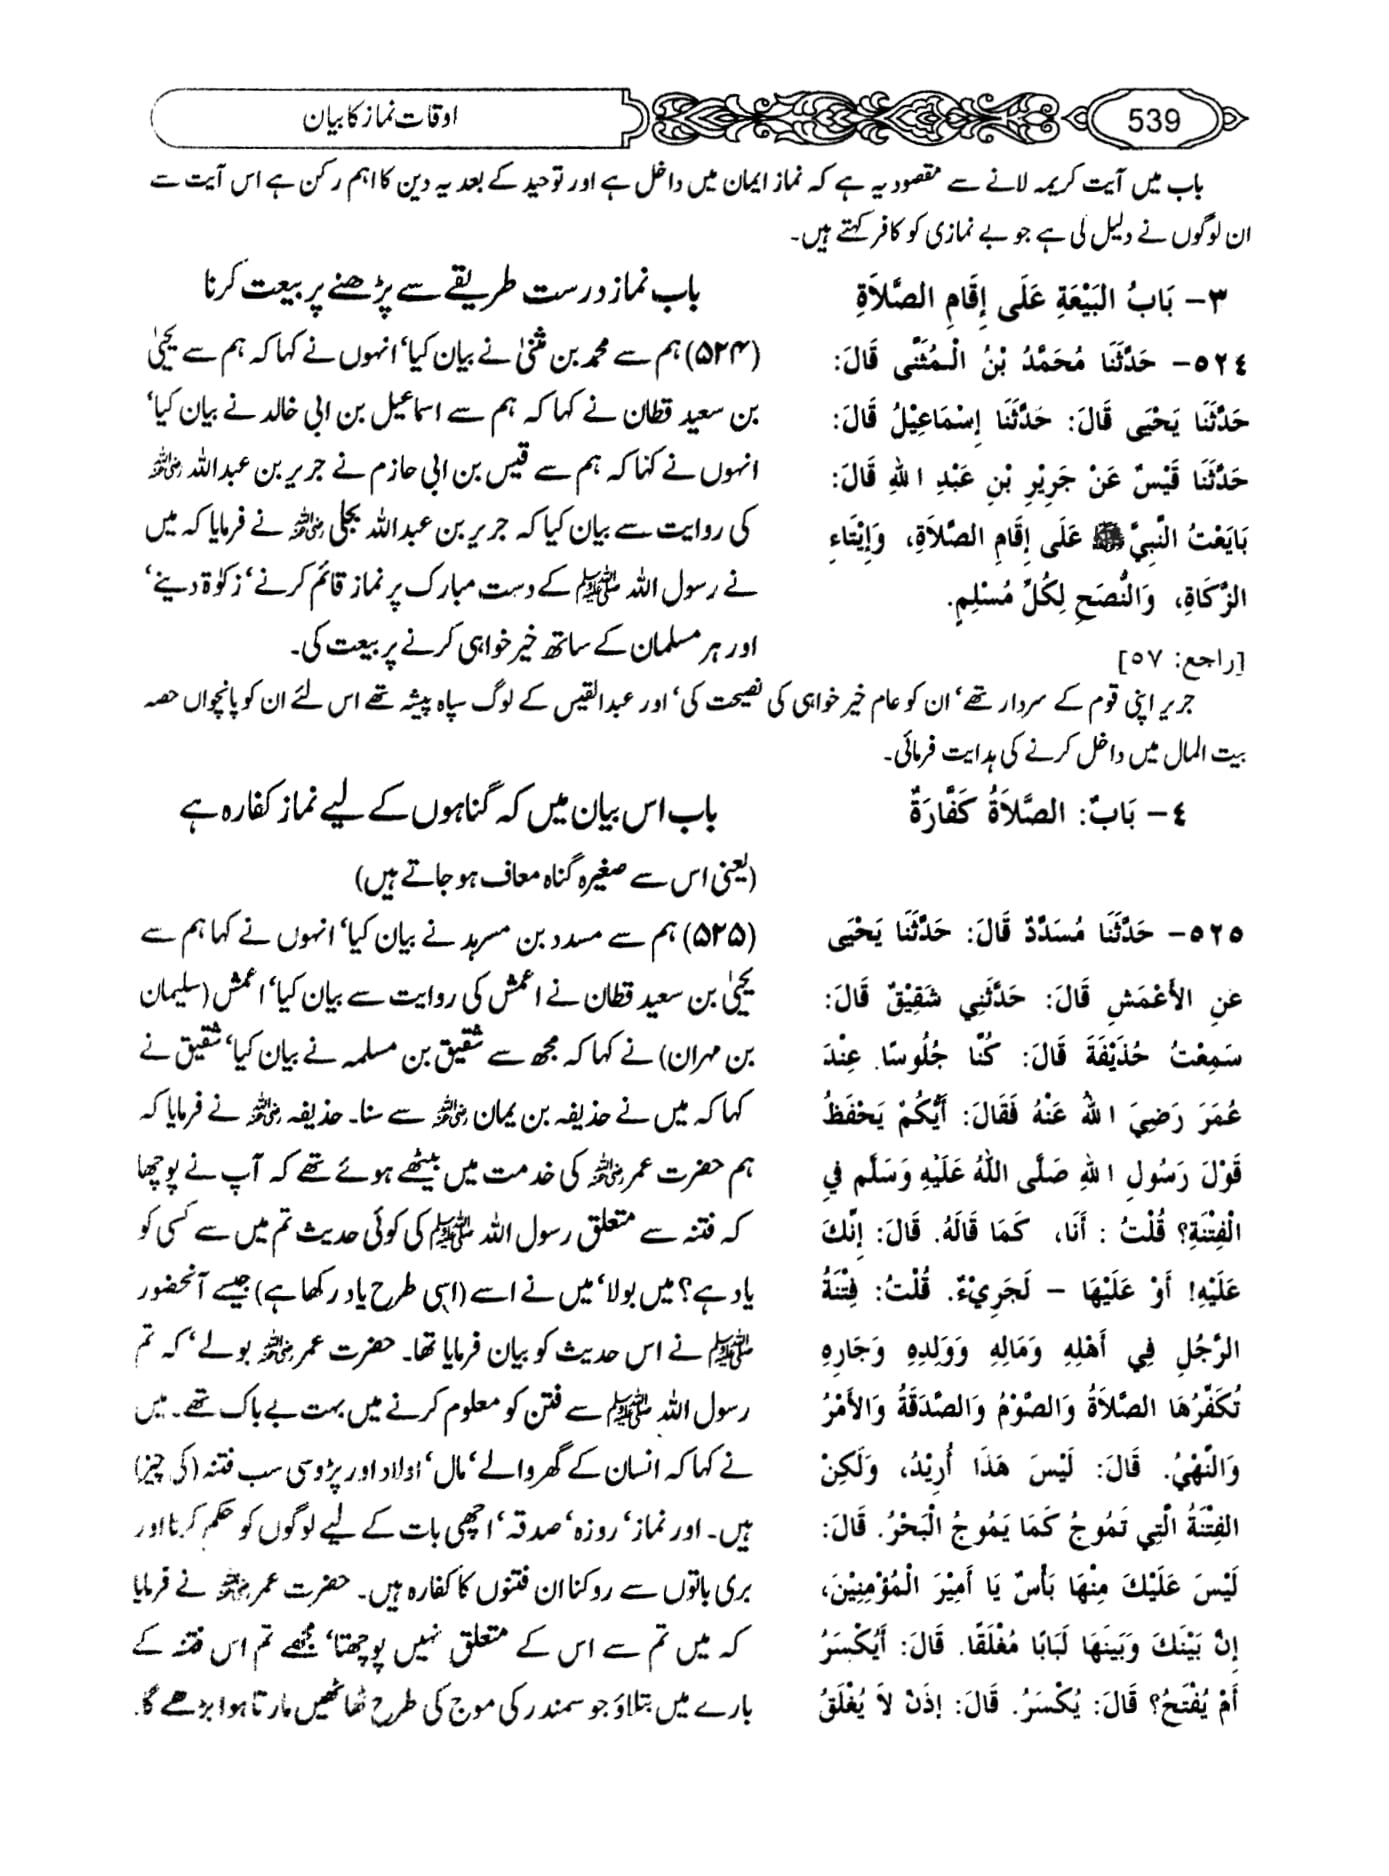 539
اوقات نماز کا بیان
باب میں آیت کریمہ لانے سے مقصود یہ ہے کہ نماز ایمان میں داخل ہے اور توحید کے بعد یہ دین کا اہم رکن ہے اس آیت سے
ان لوگوں نے دلیل لی ہے جو بے نمازی کو کافر کہتے ہیں۔
٣- بَابُ البَيْعَةِ عَلَى إِقَامِ الصَّلاَةِ
٥٢٤- حَدَّثَنَا مُحَمَّدُ بْنُ الْمُثَنَّى قَالَ:
حَدَّثَنَا يَحْيَى قَالَ: حَدَّثَنَا إِسْمَاعِيْلُ قَالَ:
حَدَّثَنَا قَيْسٌ عَنْ جَرِيْرِ بْنِ عَبْدِ اللهِ قَالَ:
بَايَعْتُ النَّبِيَّ ﷺ عَلَى إِقَامِ الصَّلاَةِ، وَإِيْتَاءِ
الزَّكَاةِ، وَالنُّصْحِ لِكُلِّ مُسْلِمٍ.
[راجع: ٥٧]
باب نماز درست طریقے سے پڑھنے پر بیعت کرنا
(۵۲۴) ہم سے محمد بن مثنیٰ نے بیان کیا‘ انہوں نے کہا کہ ہم سے یحییٰ
بن سعید قطان نے کہا کہ ہم سے اسماعیل بن ابی خالد نے بیان کیا‘
انہوں نے کہا کہ ہم سے قیس بن ابی حازم نے جریر بن عبداللہ رضی اللہ عنہ
کی روایت سے بیان کیا کہ جریر بن عبداللہ بجلی رضی اللہ عنہ نے فرمایا کہ میں
نے رسول اللہ ﷺ کے دست مبارک پر نماز قائم کرنے‘ زکوٰۃ دینے‘
اور ہر مسلمان کے ساتھ خیر خواہی کرنے پر بیعت کی۔
جریر اپنی قوم کے سردار تھے‘ ان کو عام خیر خواہی کی نصیحت کی‘ اور عبدالقیس کے لوگ سپاہ پیشہ تھے اس لئے ان کو پانچواں حصہ
بیت المال میں داخل کرنے کی ہدایت فرمائی۔
٤- بَابٌ: الصَّلاَةُ كَفَّارَةٌ
٥٢٥- حَدَّثَنَا مُسَدَّدٌ قَالَ: حَدَّثَنَا يَحْيَى
عَنِ الأَعْمَشِ قَالَ: حَدَّثَنِي شَقِيْقٌ قَالَ:
سَمِعْتُ حُذَيْفَةَ قَالَ: كُنَّا جُلُوسًا عِنْدَ
عُمَرَ رَضِيَ اللهُ عَنْهُ فَقَالَ: أَيُّكُمْ يَحْفَظُ
قَوْلَ رَسُولِ اللهِ صَلَّى اللهُ عَلَيْهِ وَسَلَّم فِي
الْفِتْنَةِ؟ قُلْتُ : أَنَا، كَمَا قَالَهُ. قَالَ: إِنَّكَ
عَلَيْهِ! أَوْ عَلَيْهَا – لَجَرِيْءٌ. قُلْتُ: فِتْنَةُ
الرَّجُلِ فِي أَهْلِهِ وَمَالِهِ وَوَلِدِهِ وَجَارِهِ
تُكَفِّرُهَا الصَّلاَةُ وَالصَّوْمُ وَالصَّدَقَةُ وَالأَمْرُ
وَالنَّهْيُ. قَالَ: لَيْسَ هَذَا أُرِيْدُ، وَلَكِنْ
الفِتْنَةُ الَّتِي تَمُوجُ كَمَا يَمُوجُ الْبَحْرُ. قَالَ:
لَيْسَ عَلَيْكَ مِنْهَا بَأْسٌ يَا أَمِيْرَ الْمُؤْمِنِيْنَ،
إِنَّ بَيْنَكَ وَبَيْنَهَا لَبَابًا مُغْلَقًا. قَالَ: أَيُكْسَرُ
أَمْ يُفْتَحُ؟ قَالَ: يُكْسَرُ. قَالَ: إِذَنْ لاَ يُغْلَقُ
باب اس بیان میں کہ گناہوں کے لیے نماز کفارہ ہے
(یعنی اس سے صغیرہ گناہ معاف ہو جاتے ہیں)
(۵۲۵) ہم سے مسدد بن مسرہد نے بیان کیا‘ انہوں نے کہا ہم سے
یحییٰ بن سعید قطان نے اعمش کی روایت سے بیان کیا‘ اعمش (سلیمان
بن مہران) نے کہا کہ مجھ سے شقیق بن مسلمہ نے بیان کیا‘ شقیق نے
کہا کہ میں نے حذیفہ بن یمان رضی اللہ عنہ سے سنا۔ حذیفہ رضی اللہ عنہ نے فرمایا کہ
ہم حضرت عمر رضی اللہ عنہ کی خدمت میں بیٹھے ہوئے تھے کہ آپ نے پوچھا
کہ فتنہ سے متعلق رسول اللہ ﷺ کی کوئی حدیث تم میں سے کسی کو
یاد ہے؟ میں بولا‘ میں نے اسے (اسی طرح یاد رکھا ہے) جیسے آنحضور
ﷺ نے اس حدیث کو بیان فرمایا تھا۔ حضرت عمر رضی اللہ عنہ بولے‘ کہ تم
رسول اللہ ﷺ سے فتن کو معلوم کرنے میں بہت بے باک تھے۔ میں
نے کہا کہ انسان کے گھر والے‘ مال‘ اولاد اور پڑوسی سب فتنہ (کی چیز)
ہیں۔ اور نماز‘ روزہ‘ صدقہ‘ اچھی بات کے لیے لوگوں کو حکم کرنا اور
بری باتوں سے روکنا ان فتنوں کا کفارہ ہیں۔ حضرت عمر رضی اللہ عنہ نے فرمایا
کہ میں تم سے اس کے متعلق نہیں پوچھتا‘ مجھے تم اس فتنہ کے
بارے میں بتلاؤ جو سمندر کی موج کی طرح ٹھاٹھیں مارتا ہوا بڑھے گا۔